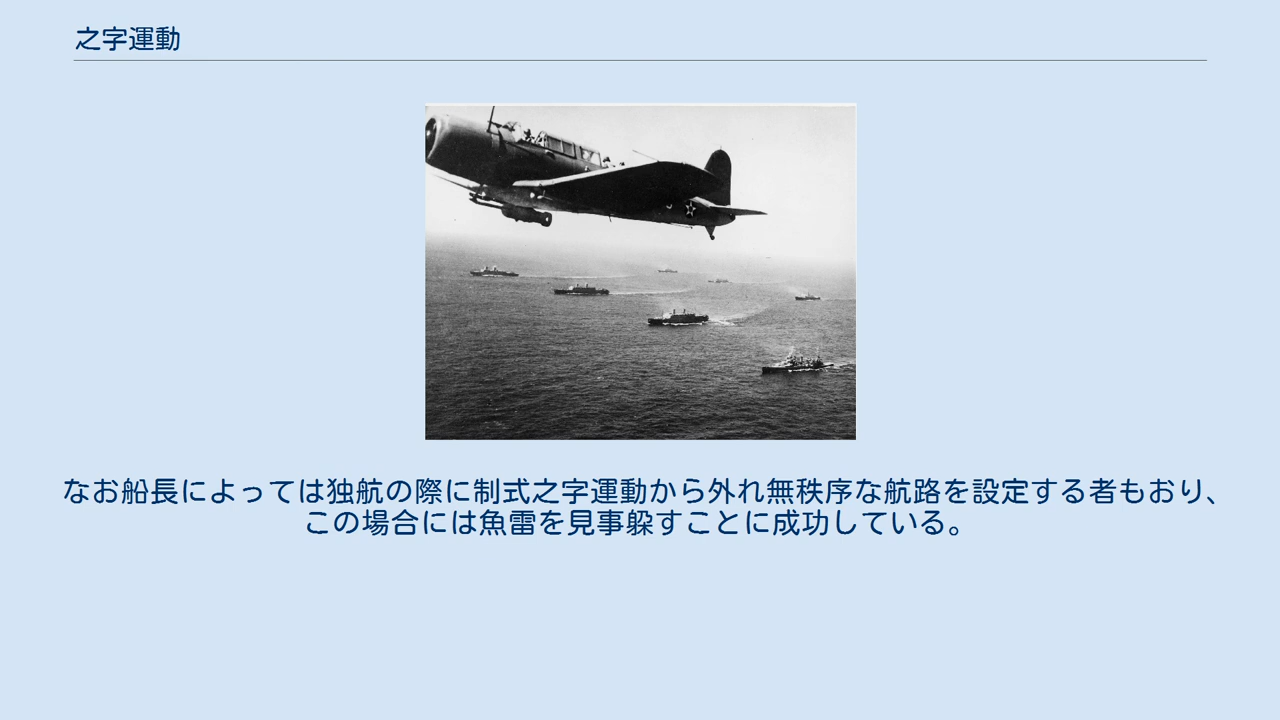 之字運動
なお船長によっては独航の際に制式之字運動から外れ無秩序な航路を設定する者もおり、
この場合には魚雷を見事躱すことに成功している。